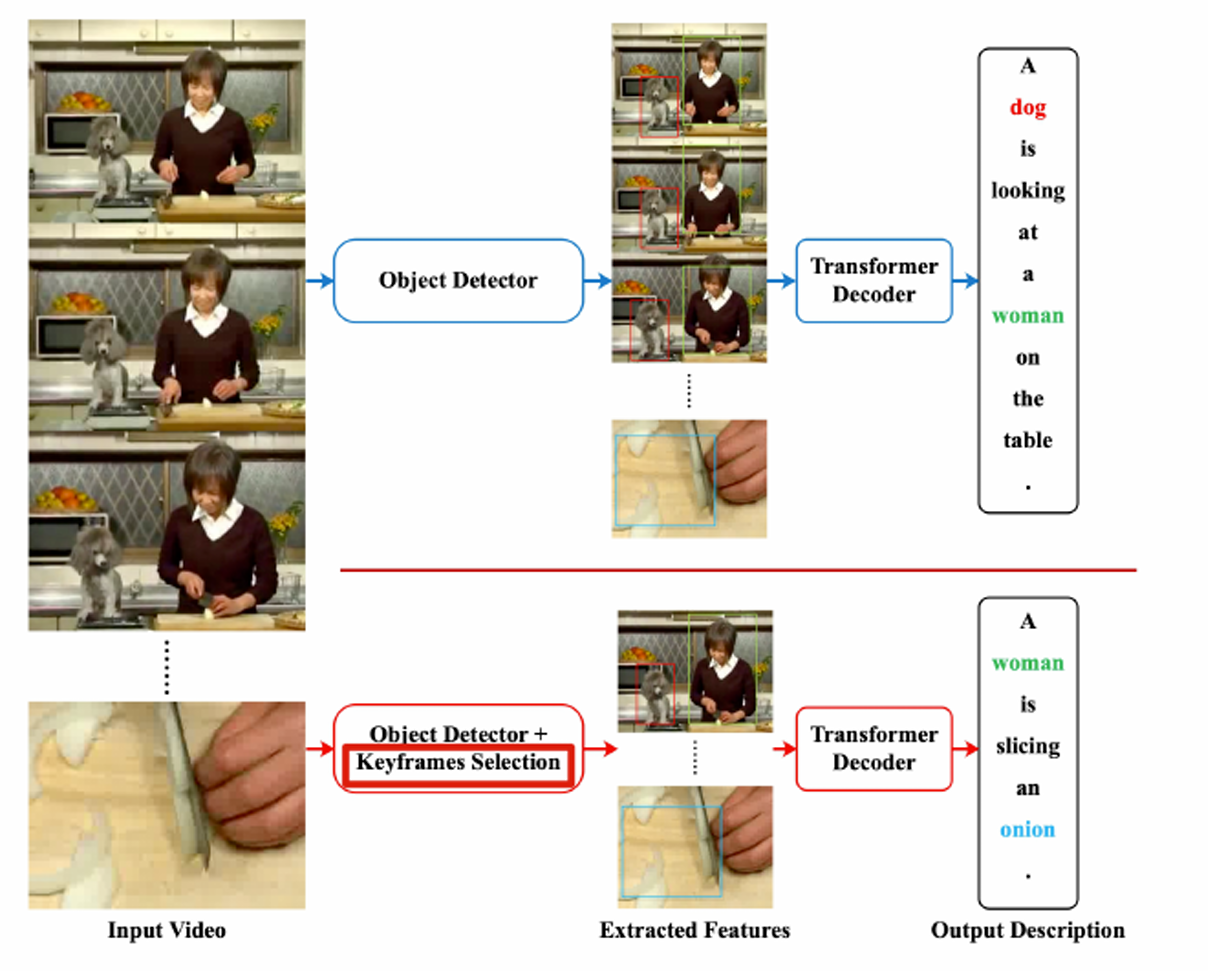 Object Detector
Transformer
Decoder
A
dog
is
looking
at
a
woman
on
the
table
.
Object Detector +
Keyframes Selection
Transformer
Decoder
A
woman
is
slicing
an
onion
.
Input Video
Extracted Features
Output Description